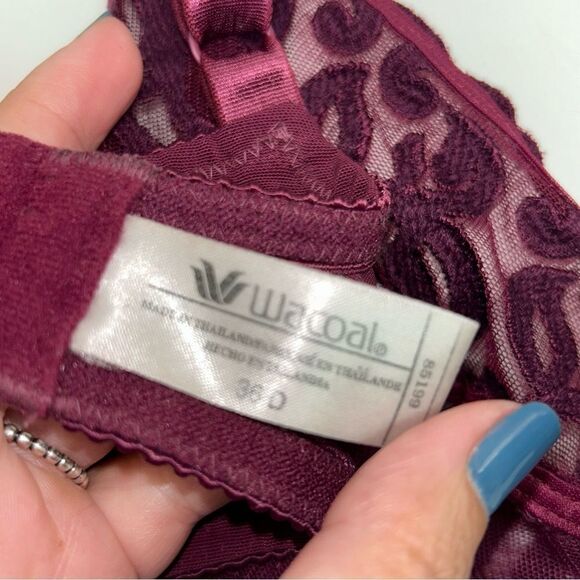 wacoal®
MADE IN THAILAND/FABRIQUÉ EN THAÏLANDE
HECHO EN TAILANDIA
36 D
85199